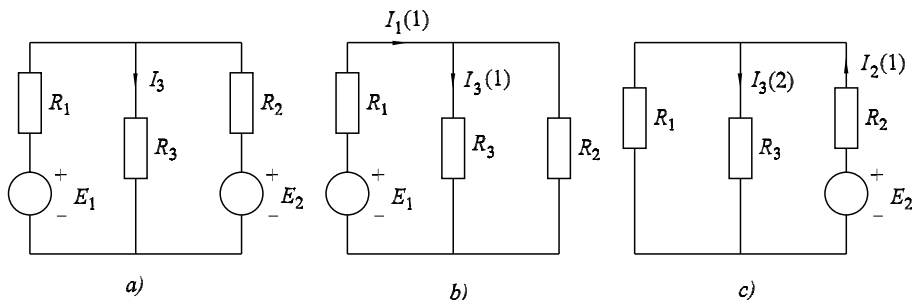 I₁(1)
I₃ I₃(1) I₃(2) I₂(1)
R₁ R₂ R₁ R₁ R₂
R₃ R₃ R₂ R₃
+ + + +
E₁ E₂ E₁ E₂
− − − −
a) b) c)